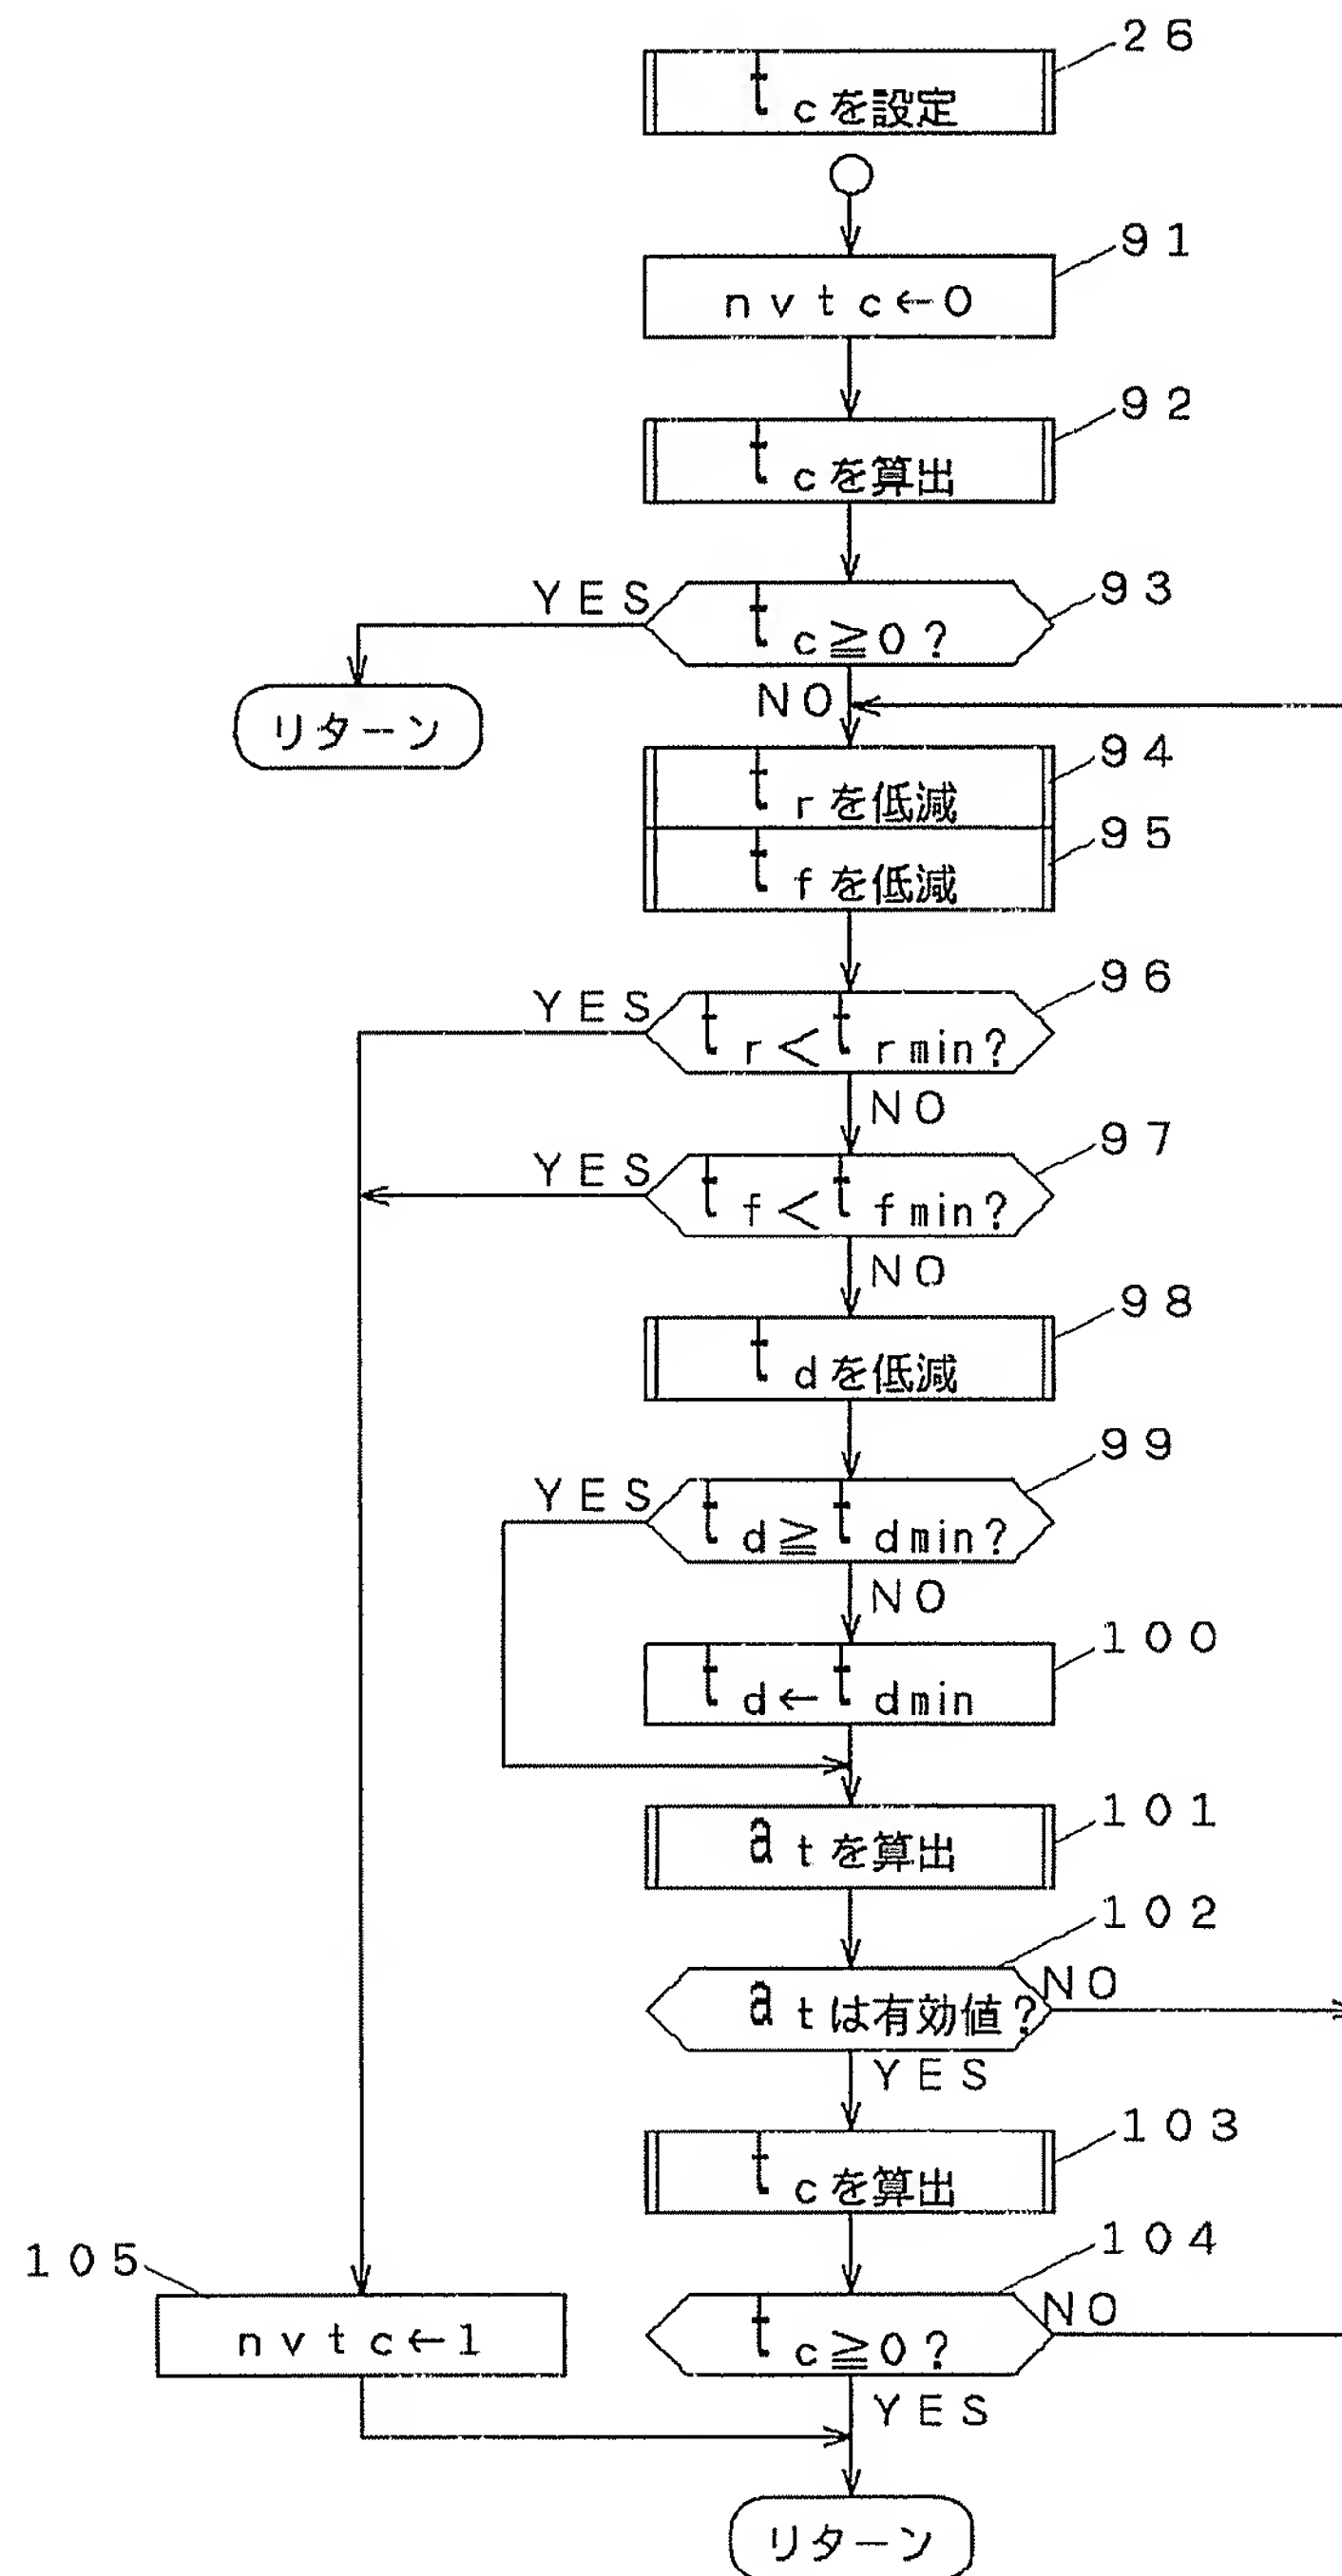 26
tcを設定
91
nvtc←0
92
tcを算出
93
YES
tc≧0?
NO
リターン
94
trを低減
95
tfを低減
96
YES
tr<trmin?
NO
97
YES
tf<tfmin?
NO
98
tdを低減
99
YES
td≧tdmin?
NO
100
td←tdmin
101
atを算出
102
atは有効値?
NO
YES
103
tcを算出
104
105
nvtc←1
tc≧0?
NO
YES
リターン